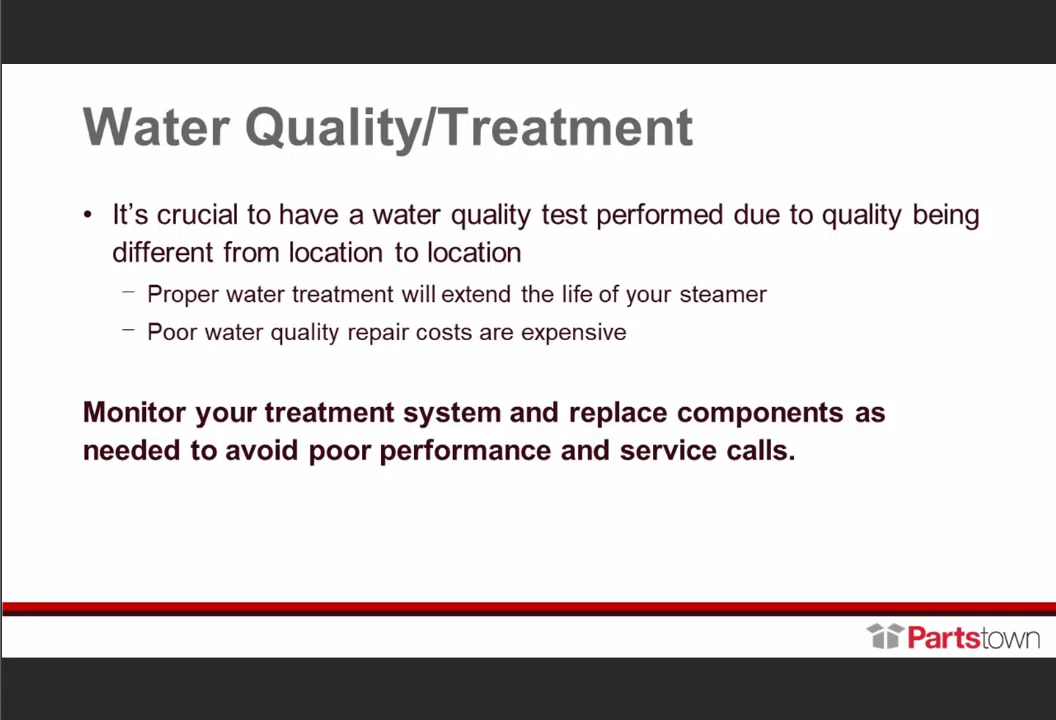 Water Quality/Treatment
• It’s crucial to have a water quality test performed due to quality being
different from location to location
– Proper water treatment will extend the life of your steamer
– Poor water quality repair costs are expensive
Monitor your treatment system and replace components as
needed to avoid poor performance and service calls.
Partstown